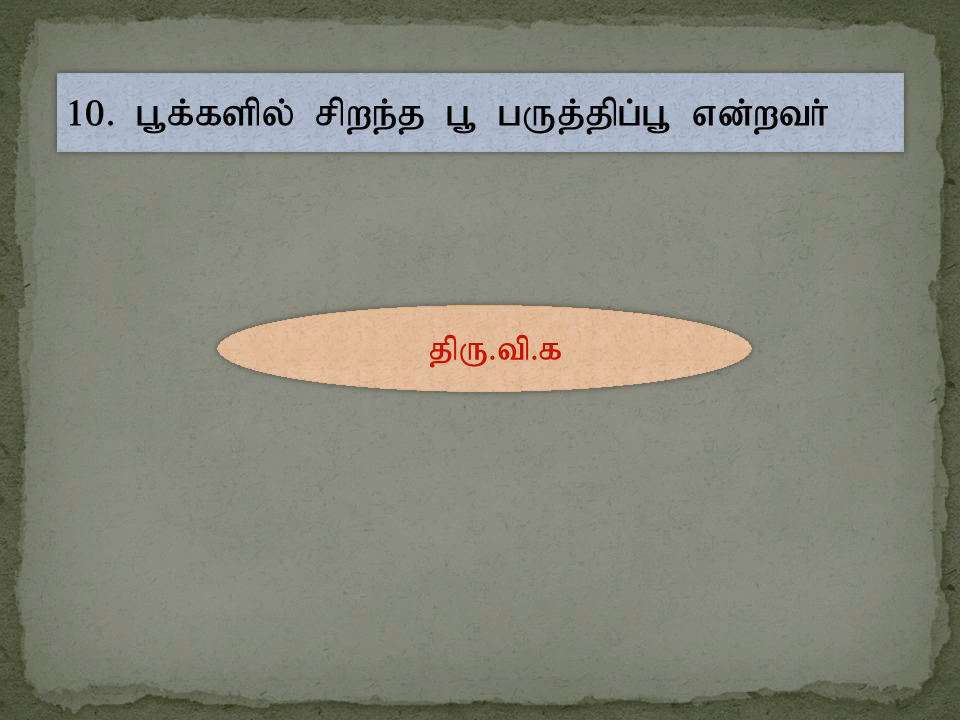 10. பூக்களில் சிறந்த பூ பருத்திப்பூ என்றவர்
திரு.வி.க